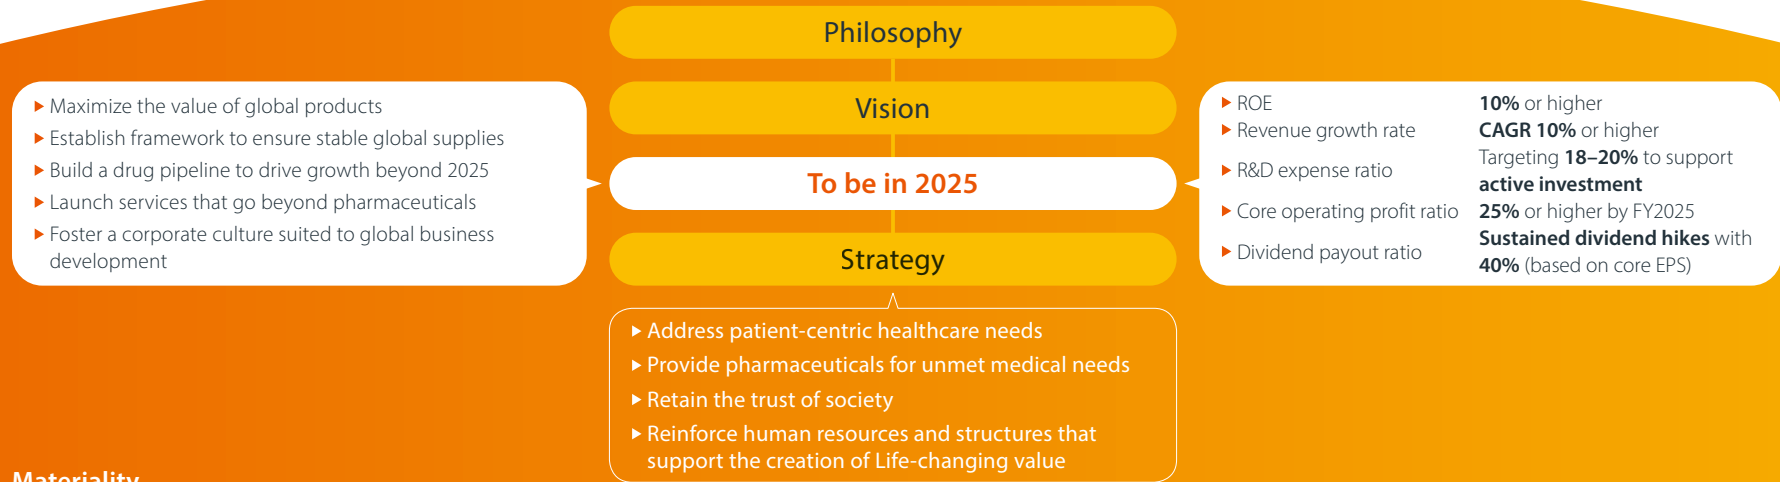 Philosophy
Vision
To be in 2025
Strategy
▶ Maximize the value of global products
▶ Establish framework to ensure stable global supplies
▶ Build a drug pipeline to drive growth beyond 2025
▶ Launch services that go beyond pharmaceuticals
▶ Foster a corporate culture suited to global business
development
▶ ROE 10% or higher
▶ Revenue growth rate CAGR 10% or higher
▶ R&D expense ratio Targeting 18–20% to support
active investment
▶ Core operating profit ratio 25% or higher by FY2025
▶ Dividend payout ratio Sustained dividend hikes with
40% (based on core EPS)
▶ Address patient-centric healthcare needs
▶ Provide pharmaceuticals for unmet medical needs
▶ Retain the trust of society
▶ Reinforce human resources and structures that
support the creation of Life-changing value
Materiality